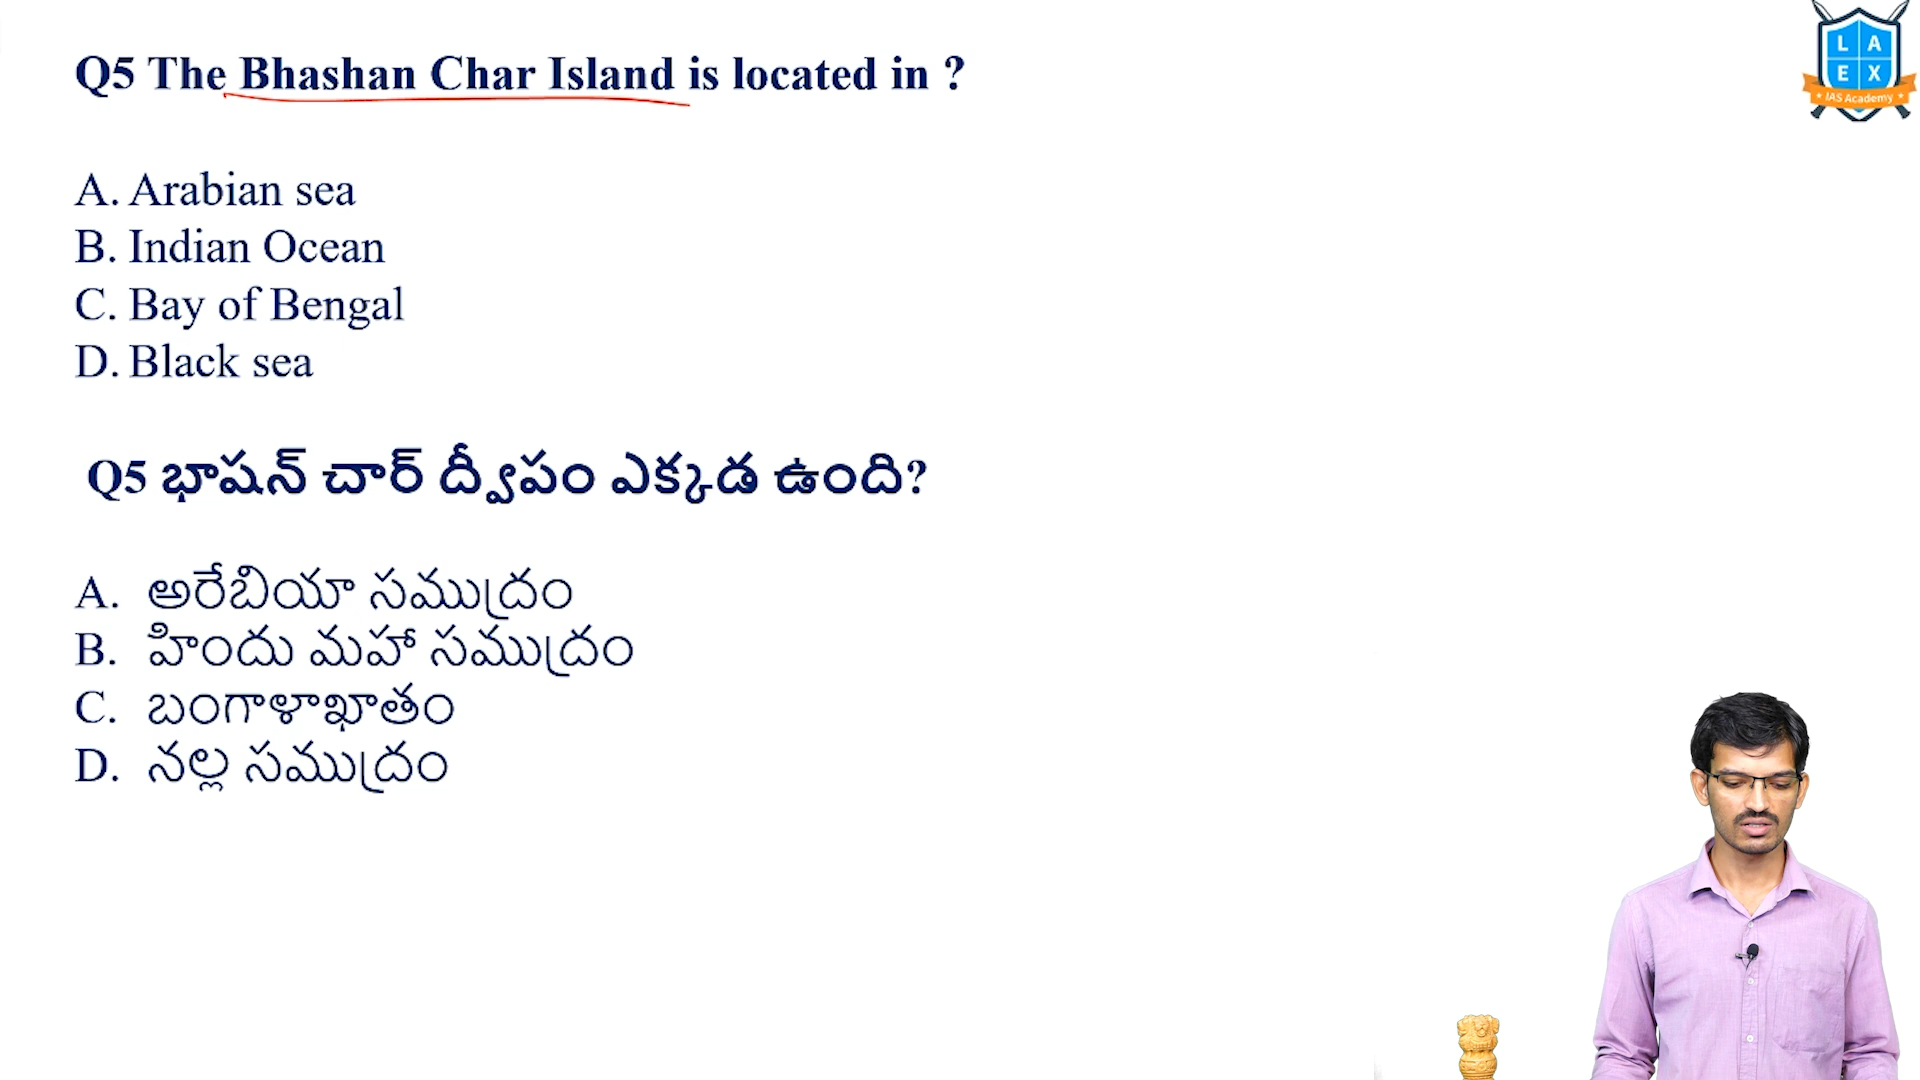 Q5 The Bhashan Char Island is located in ?
A. Arabian sea
B. Indian Ocean
C. Bay of Bengal
D. Black sea
Q5 భాషన్ చార్ ద్వీపం ఎక్కడ ఉంది?
A. అరేబియా సముద్రం
B. హిందు మహా సముద్రం
C. బంగాళాఖాతం
D. నల్ల సముద్రం
L A
E X
IAS Academy